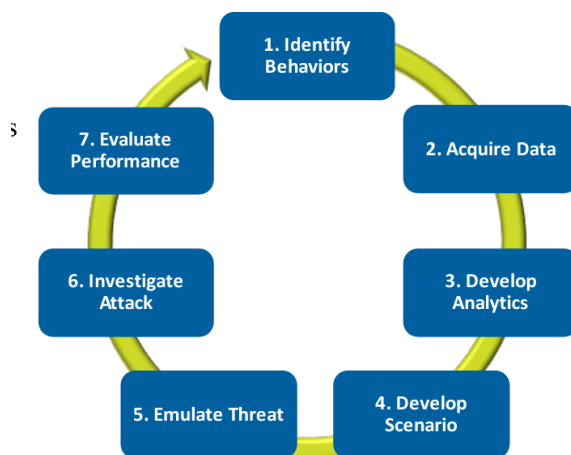 1. Identify
Behaviors
2. Acquire Data
3. Develop
Analytics
4. Develop
Scenario
5. Emulate Threat
6. Investigate
Attack
7. Evaluate
Performance
s